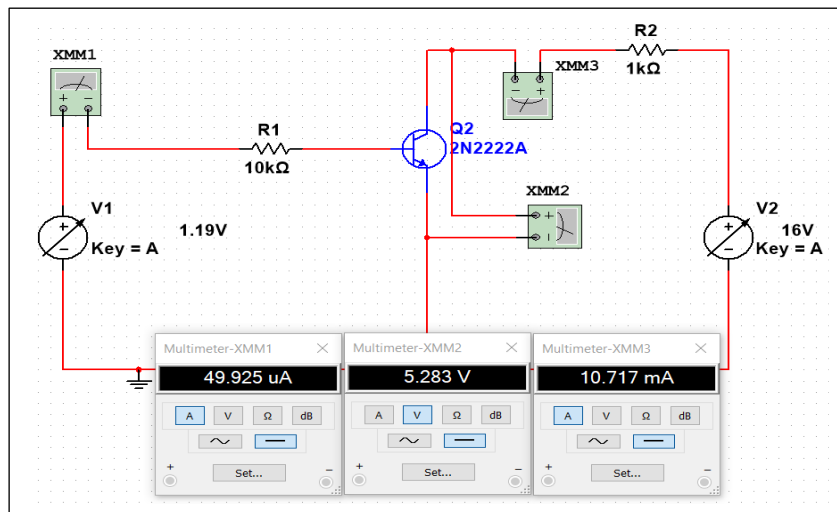 XMM1
R2
1kΩ
XMM3
R1
10kΩ
Q2
2N2222A
XMM2
V1
1.19V
Key = A
V2
16V
Key = A
Multimeter-XMM1
49.925 uA
A V Ω dB
Set...
+ −
Multimeter-XMM2
5.283 V
A V Ω dB
Set...
+ −
Multimeter-XMM3
10.717 mA
A V Ω dB
Set...
+ −